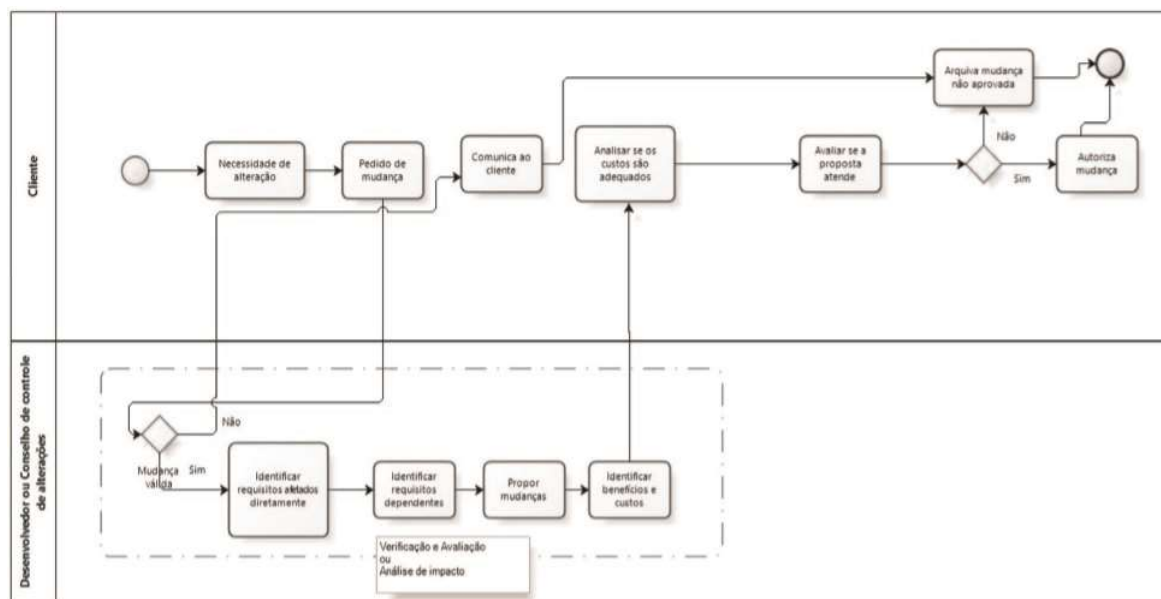 Cliente
Necessidade de
alteração
Pedido de
mudança
Comunica ao
cliente
Analisar se os
custos são
adequados
Avaliar se a
proposta
atende
Arquiva mudança
não aprovada
Não
Sim
Autoriza
mudança
Desenvolvedor ou Conselho de controle
de alterações
Não
Mudança
válida
Sim
Identificar
requisitos afetados
diretamente
Identificar
requisitos
dependentes
Propor
mudanças
Identificar
benefícios e
custos
Verificação e Avaliação
ou
Análise de impacto